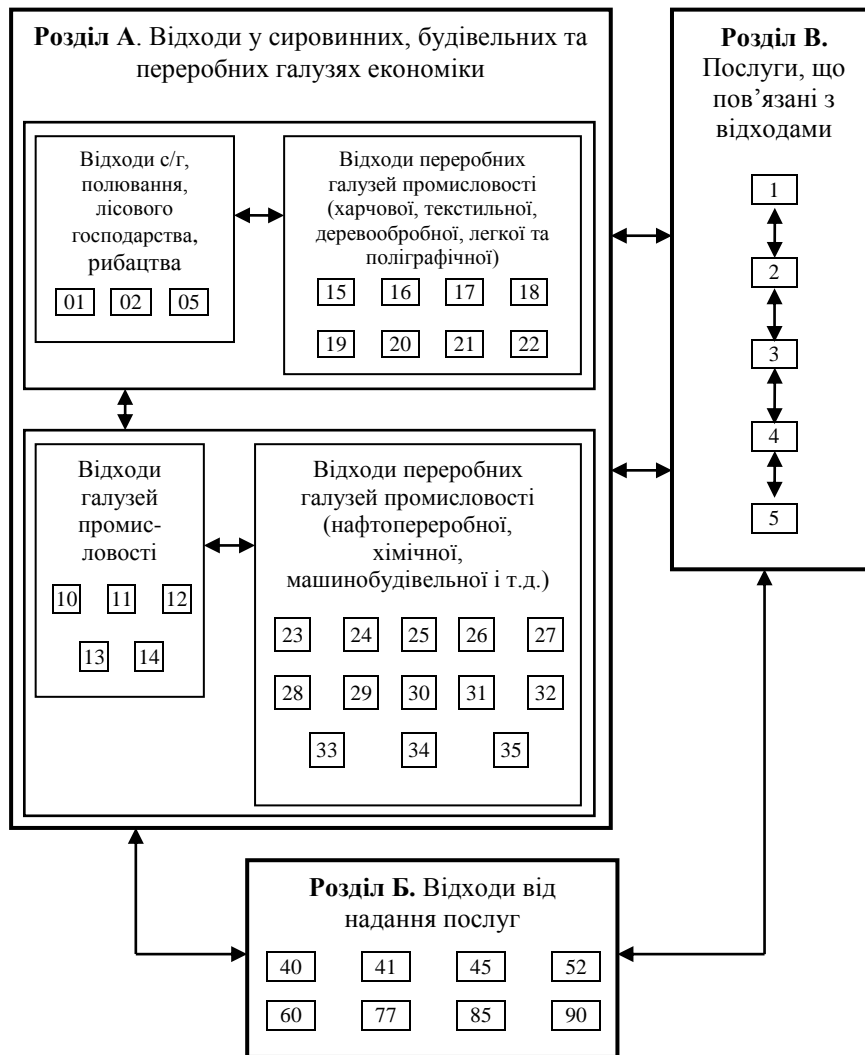 Розділ А. Відходи у сировинних, будівельних та
переробних галузях економіки
Відходи с/г,
полювання,
лісового
господарства,
рибацтва
01 02 05
Відходи переробних
галузей промисловості
(харчової, текстильної,
деревообробної, легкої та
поліграфічної)
15 16 17 18
19 20 21 22
Відходи
галузей
промис-
ловості
10 11 12
13 14
Відходи переробних
галузей промисловості
(нафтопереробної,
хімічної,
машинобудівельної і т.д.)
23 24 25 26 27
28 29 30 31 32
33 34 35
Розділ В.
Послуги, що
пов’язані з
відходами
1
2
3
4
5
Розділ Б. Відходи від
надання послуг
40 41 45 52
60 77 85 90